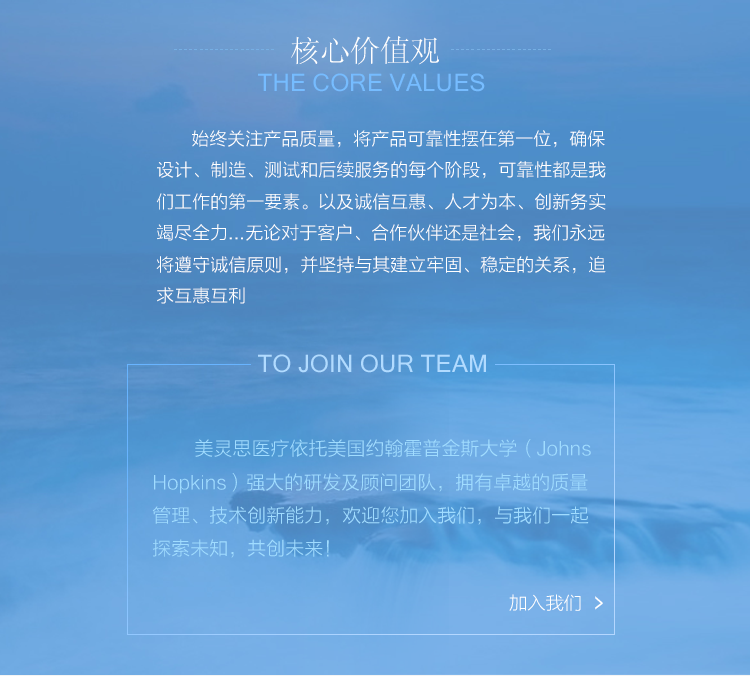 核心价值观
THE CORE VALUES
始终关注产品质量，将产品可靠性摆在第一位，确保
设计、制造、测试和后续服务的每个阶段，可靠性都是我
们工作的第一要素。以及诚信互惠、人才为本、创新务实
竭尽全力...无论对于客户、合作伙伴还是社会，我们永远
将遵守诚信原则，并坚持与其建立牢固、稳定的关系，追
求互惠互利
TO JOIN OUR TEAM
美灵思医疗依托美国约翰霍普金斯大学（Johns
Hopkins）强大的研发及顾问团队，拥有卓越的质量
管理、技术创新能力，欢迎您加入我们，与我们一起
探索未知，共创未来！
加入我们 >